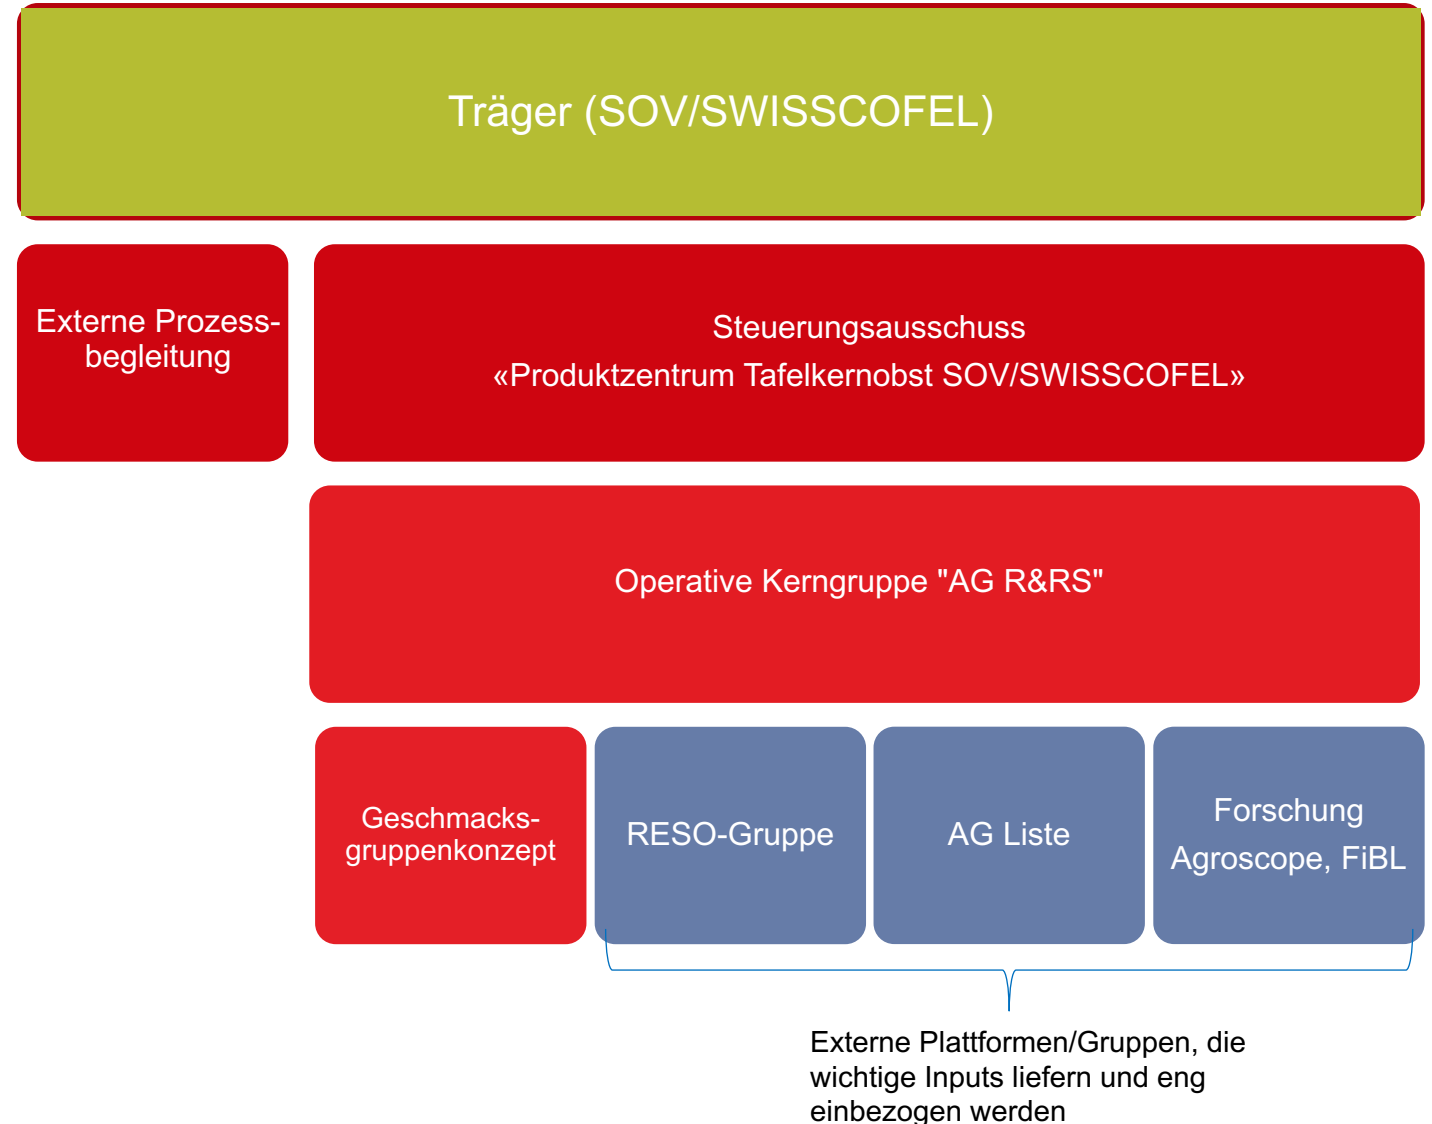 Träger (SOV/SWISSCOFEL)
Externe Prozess-
begleitung
Steuerungsausschuss
«Produktzentrum Tafelkernobst SOV/SWISSCOFEL»
Operative Kerngruppe "AG R&RS"
Geschmacks-
gruppenkonzept
RESO-Gruppe
AG Liste
Forschung
Agroscope, FiBL
Externe Plattformen/Gruppen, die
wichtige Inputs liefern und eng
einbezogen werden